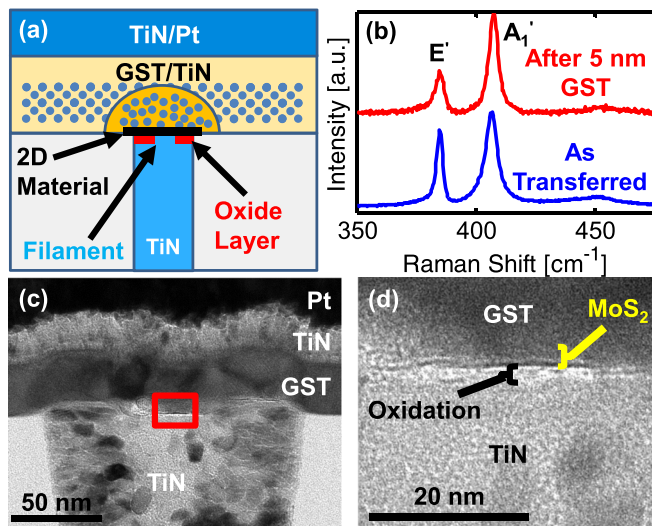 (a)
TiN/Pt
GST/TiN
2D
Material
Filament
TiN
Oxide
Layer
(b)
Intensity [a.u.]
E'
A₁'
After 5 nm
GST
As
Transferred
350
400
450
Raman Shift [cm⁻¹]
(c)
Pt
TiN
GST
TiN
50 nm
(d)
GST
MoS₂
Oxidation
TiN
20 nm